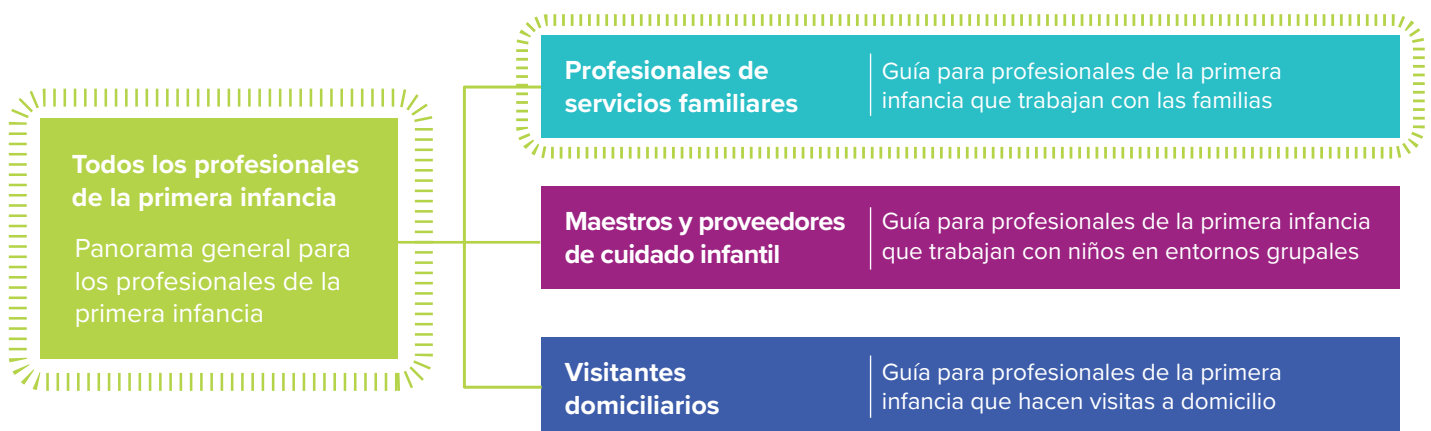 Todos los profesionales
de la primera infancia
Panorama general para
los profesionales de la
primera infancia
Profesionales de
servicios familiares
Guía para profesionales de la primera
infancia que trabajan con las familias
Maestros y proveedores
de cuidado infantil
Guía para profesionales de la primera infancia
que trabajan con niños en entornos grupales
Visitantes
domiciliarios
Guía para profesionales de la primera
infancia que hacen visitas a domicilio